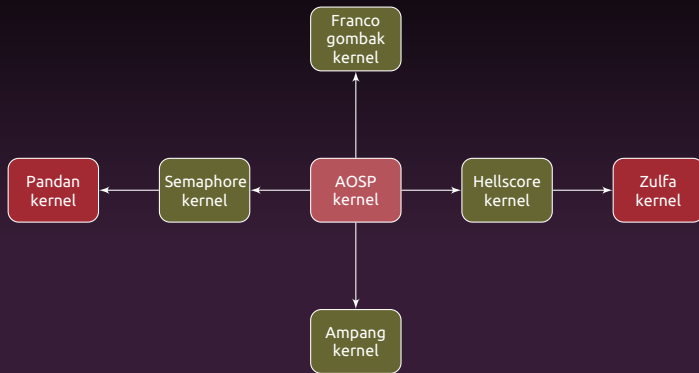 Franco
gombak
kernel
Pandan
kernel
Semaphore
kernel
AOSP
kernel
Hellscore
kernel
Zulfa
kernel
Ampang
kernel